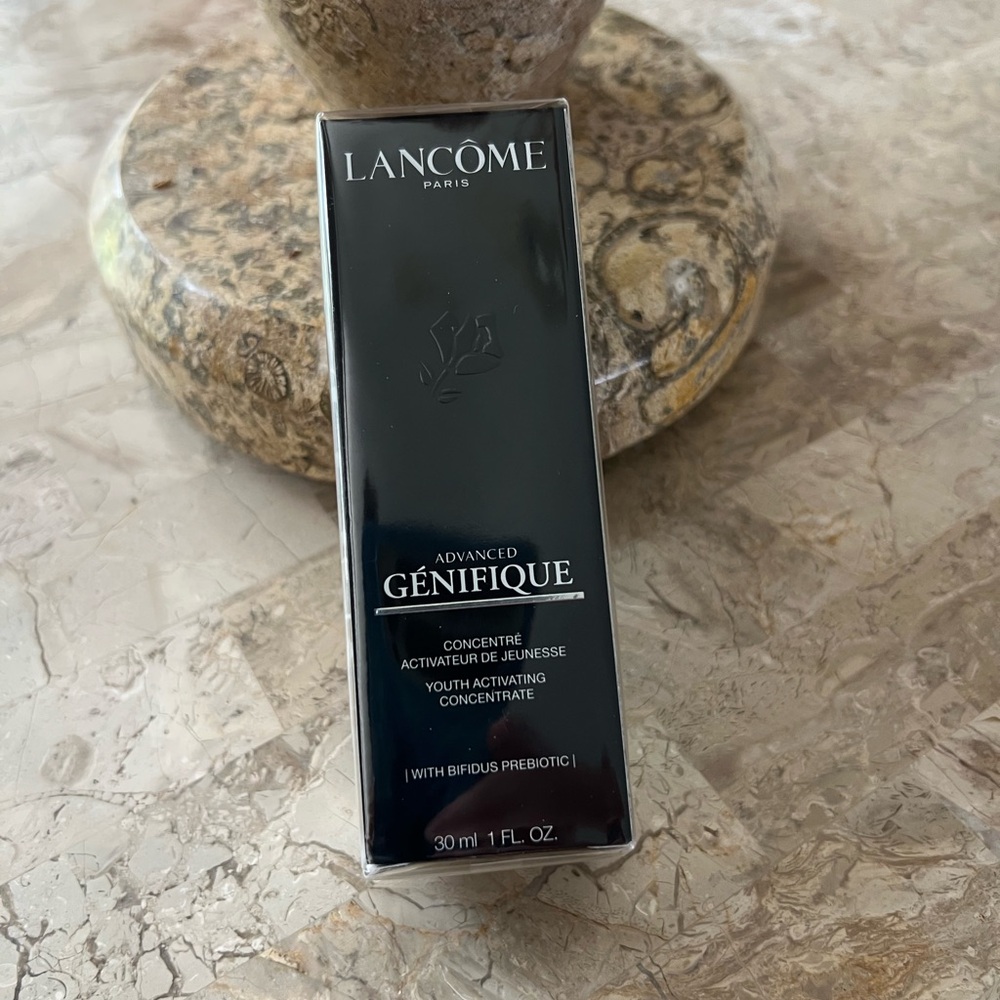 LANCÔME
PARIS
ADVANCED
GÉNIFIQUE
CONCENTRÉ
ACTIVATEUR DE JEUNESSE
YOUTH ACTIVATING
CONCENTRATE
| WITH BIFIDUS PREBIOTIC |
30 ml 1 FL. OZ.